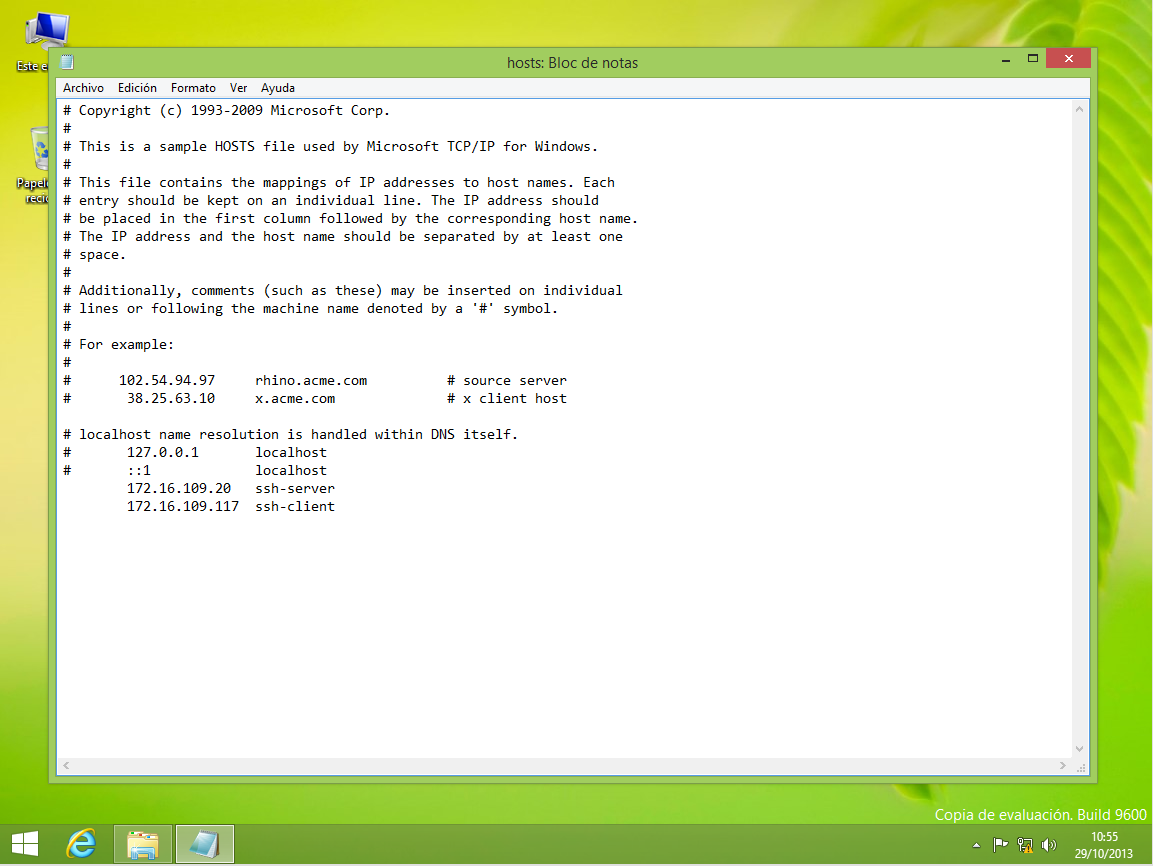 Este e
Papel
reci
hosts: Bloc de notas
Archivo Edición Formato Ver Ayuda
# Copyright (c) 1993-2009 Microsoft Corp.
#
# This is a sample HOSTS file used by Microsoft TCP/IP for Windows.
#
# This file contains the mappings of IP addresses to host names. Each
# entry should be kept on an individual line. The IP address should
# be placed in the first column followed by the corresponding host name.
# The IP address and the host name should be separated by at least one
# space.
#
# Additionally, comments (such as these) may be inserted on individual
# lines or following the machine name denoted by a '#' symbol.
#
# For example:
#
#      102.54.94.97     rhino.acme.com          # source server
#       38.25.63.10     x.acme.com              # x client host

# localhost name resolution is handled within DNS itself.
#       127.0.0.1       localhost
#       ::1             localhost
        172.16.109.20   ssh-server
        172.16.109.117  ssh-client
Copia de evaluación. Build 9600
10:55
29/10/2013